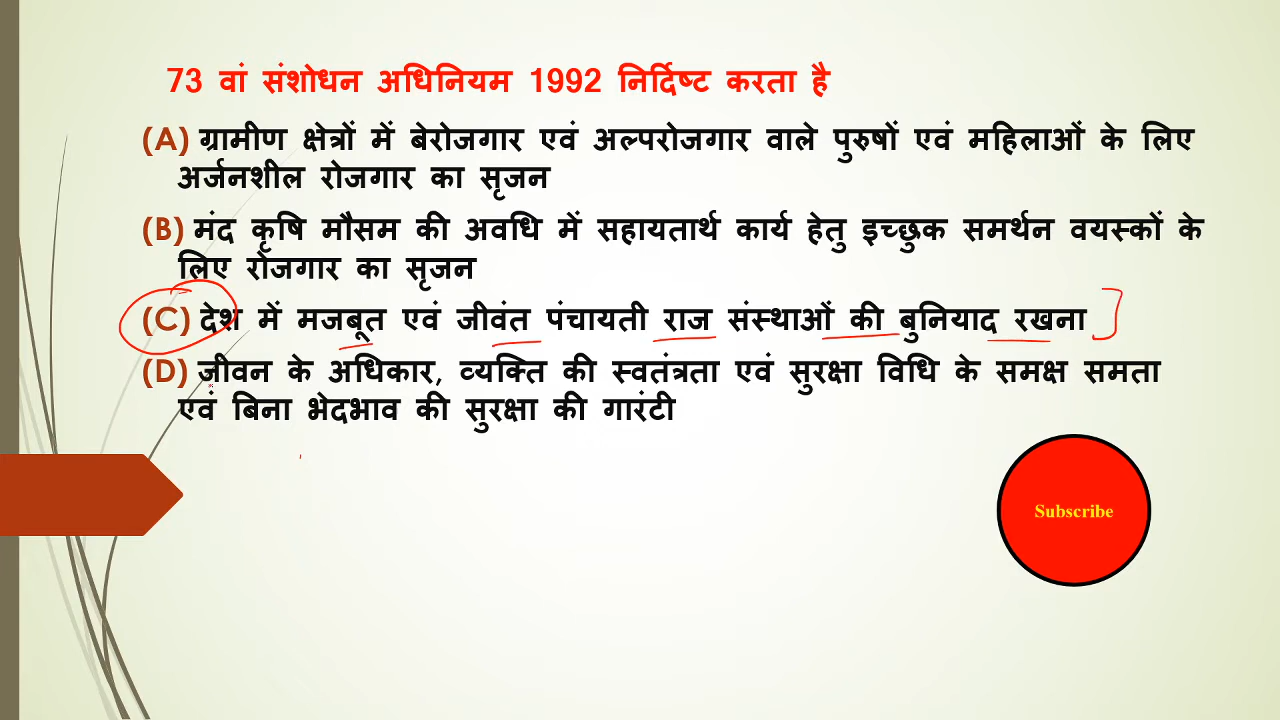 73 वां संशोधन अधिनियम 1992 निर्दिष्ट करता है
(A) ग्रामीण क्षेत्रों में बेरोजगार एवं अल्परोजगार वाले पुरुषों एवं महिलाओं के लिए
अर्जनशील रोजगार का सृजन
(B) मंद कृषि मौसम की अवधि में सहायतार्थ कार्य हेतु इच्छुक समर्थन वयस्कों के
लिए रोजगार का सृजन
(C) देश में मजबूत एवं जीवंत पंचायती राज संस्थाओं की बुनियाद रखना
(D) जीवन के अधिकार, व्यक्ति की स्वतंत्रता एवं सुरक्षा विधि के समक्ष समता
एवं बिना भेदभाव की सुरक्षा की गारंटी
Subscribe